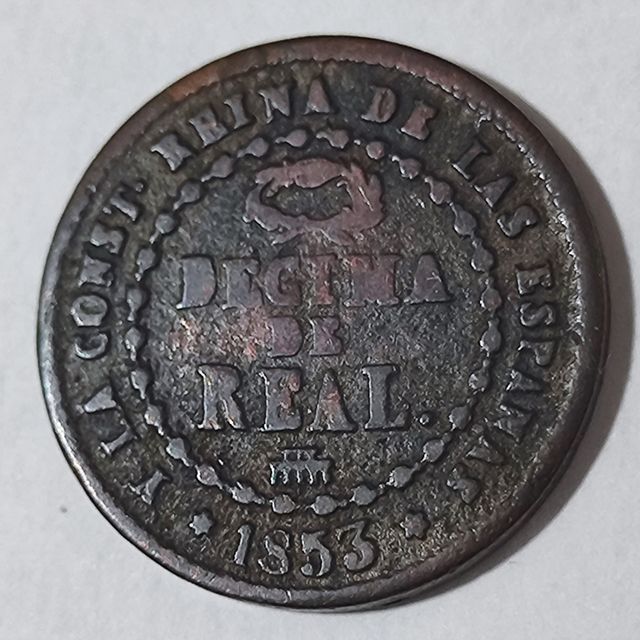 Y LA CONST. REINA DE LAS ESPAÑAS
DECIMA
DE
REAL.
* 1853 *